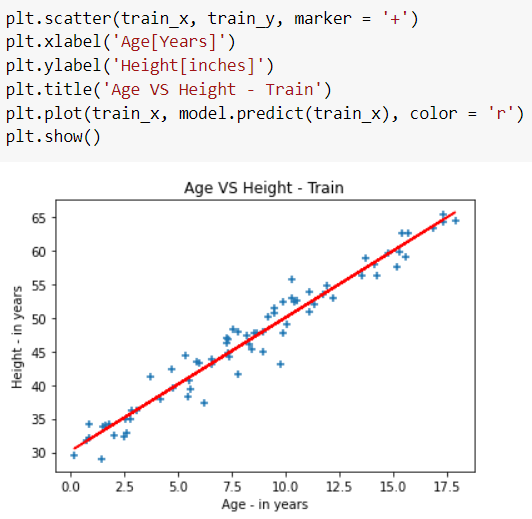 plt.scatter(train_x, train_y, marker = '+')
plt.xlabel('Age[Years]')
plt.ylabel('Height[inches]')
plt.title('Age VS Height - Train')
plt.plot(train_x, model.predict(train_x), color = 'r')
plt.show()
Age VS Height - Train
65
60
55
50
45
40
35
30
Height - in years
0.0 2.5 5.0 7.5 10.0 12.5 15.0 17.5
Age - in years